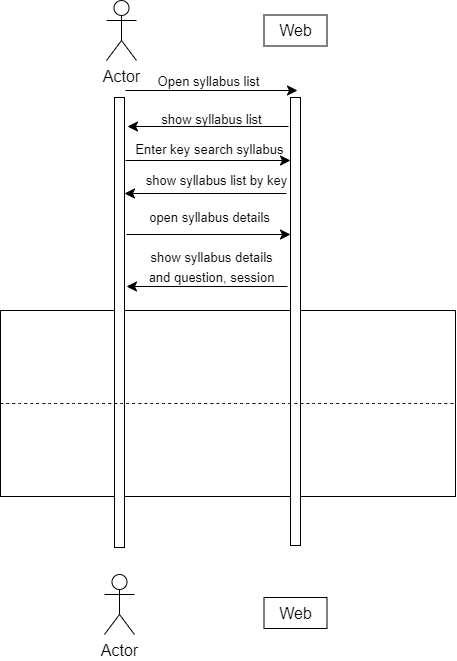 Web
Actor
Open syllabus list
show syllabus list
Enter key search syllabus
show syllabus list by key
open syllabus details
show syllabus details
and question, session
Web
Actor